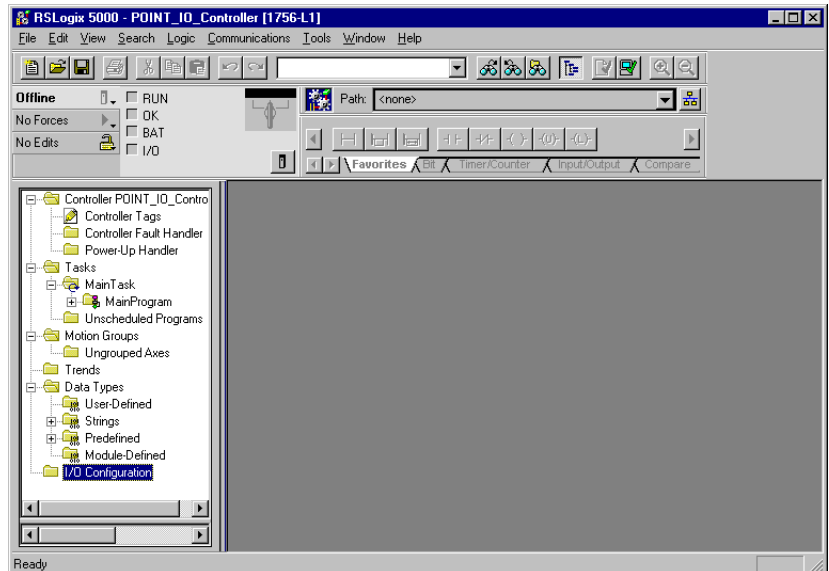 RSLogix 5000 - POINT_IO_Controller [1756-L1]
File Edit View Search Logic Communications Tools Window Help
Offline
RUN
Path: <none>
No Forces
OK
No Edits
BAT
I/O
Favorites Bit Timer/Counter Input/Output Compare
Controller POINT_IO_Contro
Controller Tags
Controller Fault Handler
Power-Up Handler
Tasks
MainTask
MainProgram
Unscheduled Programs
Motion Groups
Ungrouped Axes
Trends
Data Types
User-Defined
Strings
Predefined
Module-Defined
I/O Configuration
Ready